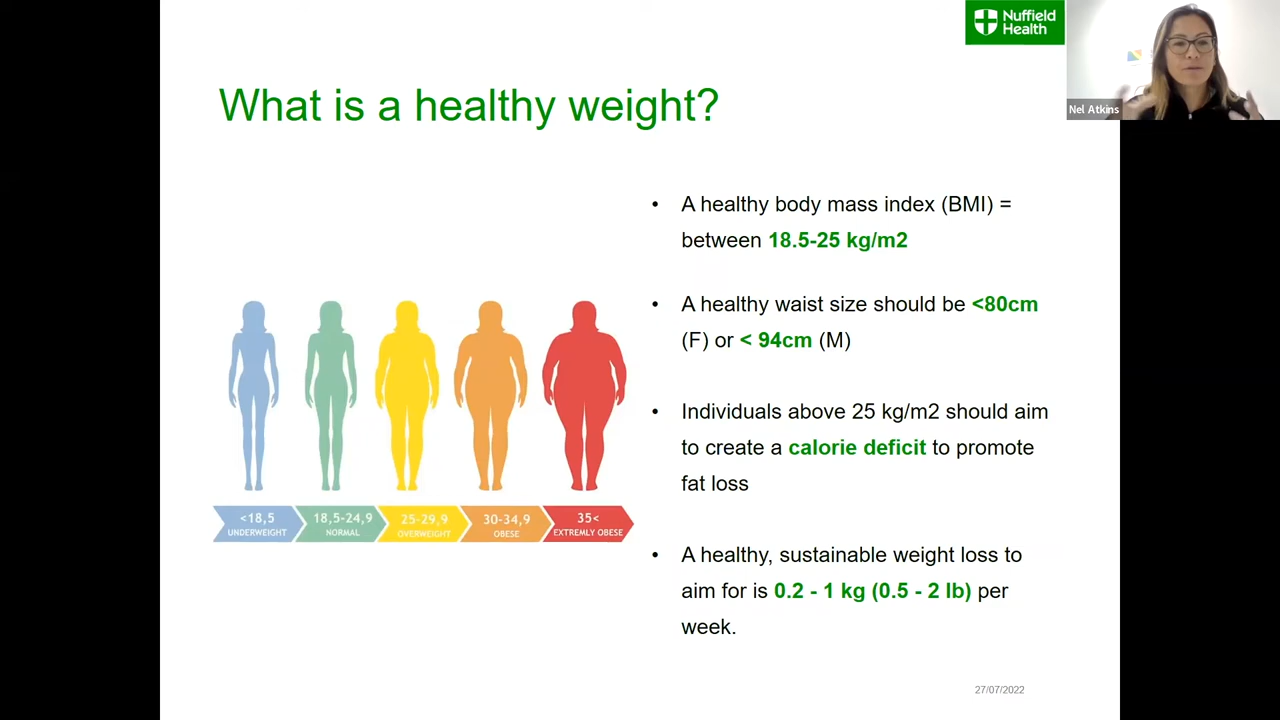 Nuffield
Health
Nel Atkins
What is a healthy weight?
• A healthy body mass index (BMI) =
between 18.5-25 kg/m2
• A healthy waist size should be <80cm
(F) or < 94cm (M)
• Individuals above 25 kg/m2 should aim
to create a calorie deficit to promote
fat loss
• A healthy, sustainable weight loss to
aim for is 0.2 - 1 kg (0.5 - 2 lb) per
week.
<18,5
UNDERWEIGHT
18,5-24,9
NORMAL
25-29,9
OVERWEIGHT
30-34,9
OBESE
35<
EXTREMLY OBESE
27/07/2022